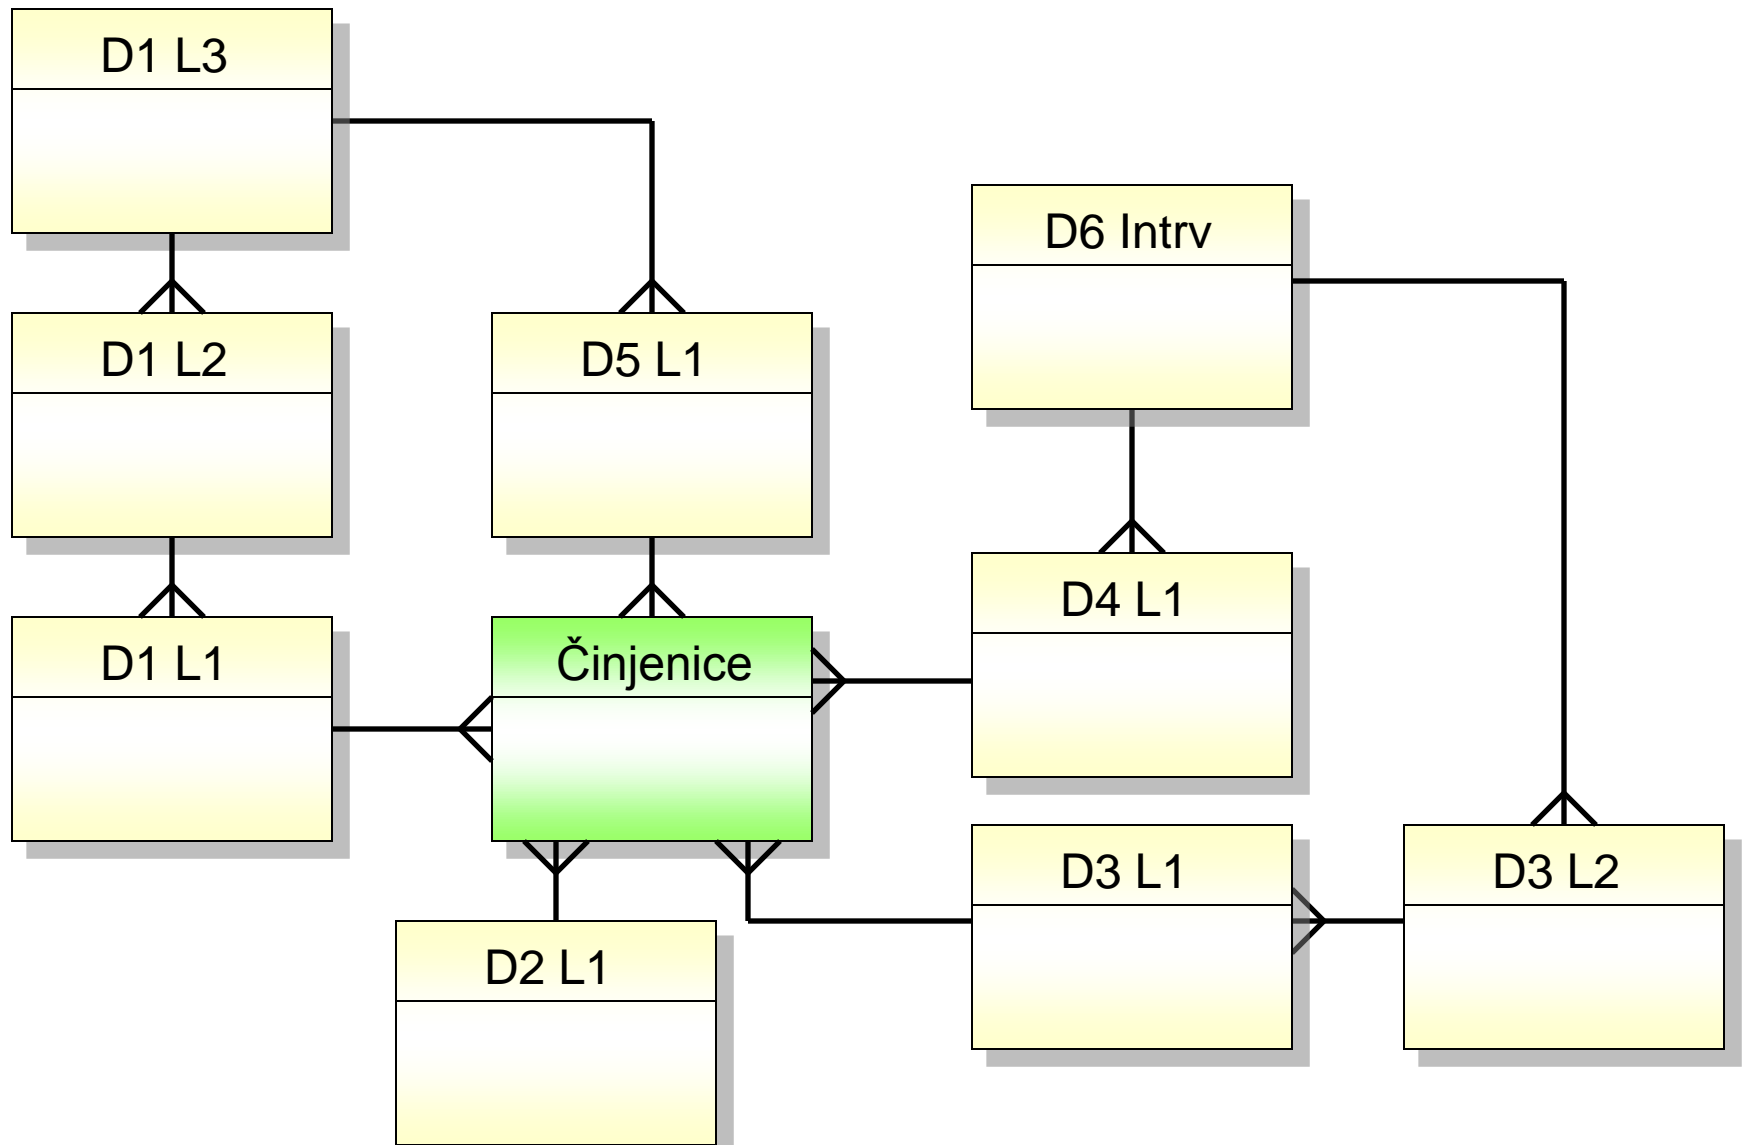 D1 L3
D6 Intrv
D1 L2
D5 L1
D4 L1
D1 L1
Činjenice
D3 L1
D3 L2
D2 L1